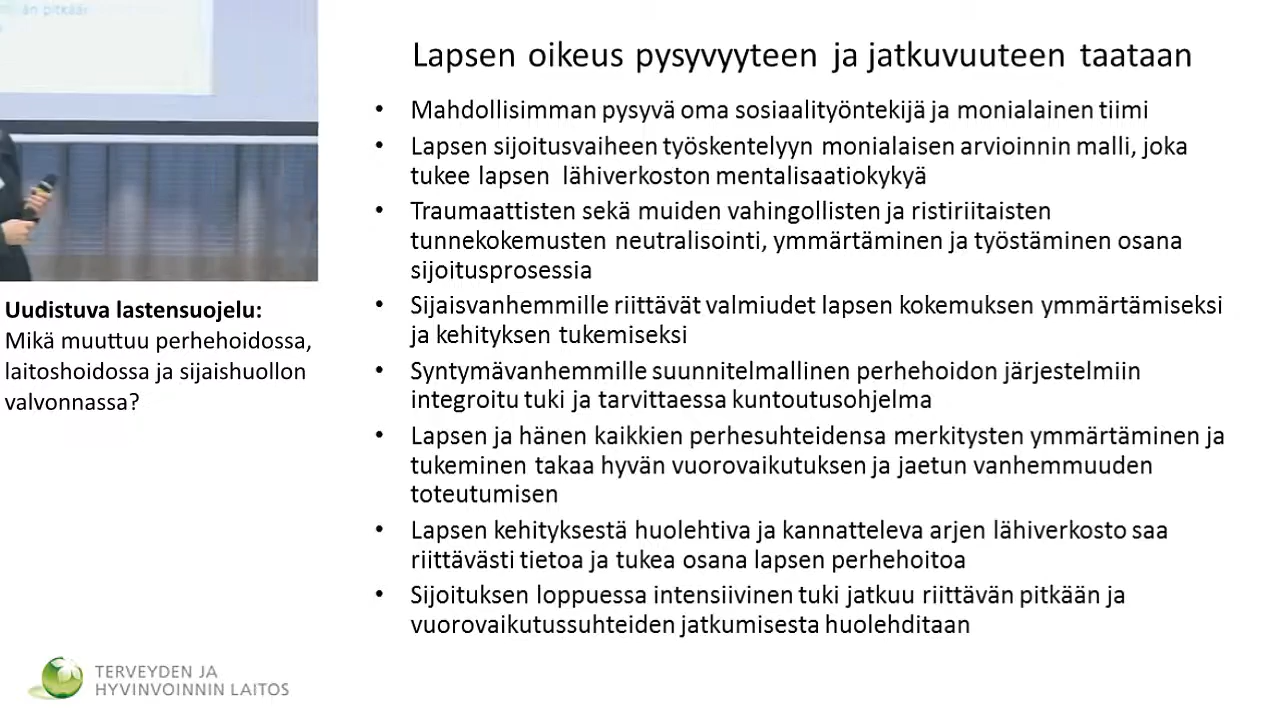 än pitkään
Lapsen oikeus pysyvyyteen ja jatkuvuuteen taataan
• Mahdollisimman pysyvä oma sosiaalityöntekijä ja monialainen tiimi
• Lapsen sijoitusvaiheen työskentelyyn monialaisen arvioinnin malli, joka
tukee lapsen lähiverkoston mentalisaatiokykyä
• Traumaattisten sekä muiden vahingollisten ja ristiriitaisten
tunnekokemusten neutralisointi, ymmärtäminen ja työstäminen osana
sijoitusprosessia
• Sijaisvanhemmille riittävät valmiudet lapsen kokemuksen ymmärtämiseksi
ja kehityksen tukemiseksi
• Syntymävanhemmille suunnitelmallinen perhehoidon järjestelmiin
integroitu tuki ja tarvittaessa kuntoutusohjelma
• Lapsen ja hänen kaikkien perhesuhteidensa merkitysten ymmärtäminen ja
tukeminen takaa hyvän vuorovaikutuksen ja jaetun vanhemmuuden
toteutumisen
• Lapsen kehityksestä huolehtiva ja kannatteleva arjen lähiverkosto saa
riittävästi tietoa ja tukea osana lapsen perhehoitoa
• Sijoituksen loppuessa intensiivinen tuki jatkuu riittävän pitkään ja
vuorovaikutussuhteiden jatkumisesta huolehditaan
Uudistuva lastensuojelu:
Mikä muuttuu perhehoidossa,
laitoshoidossa ja sijaishuollon
valvonnassa?
TERVEYDEN JA
HYVINVOINNIN LAITOS